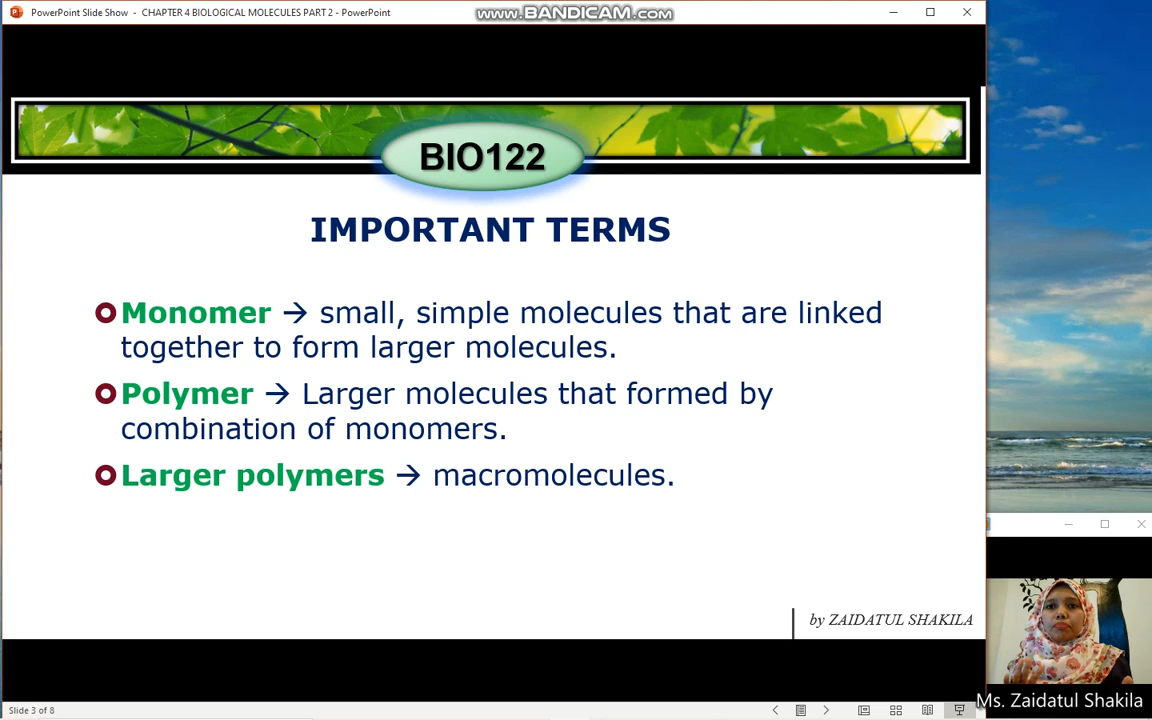 PowerPoint Slide Show - CHAPTER 4 BIOLOGICAL MOLECULES PART 2 - PowerPoint
www.BANDICAM.com
BIO122
IMPORTANT TERMS
Monomer → small, simple molecules that are linked
together to form larger molecules.
Polymer → Larger molecules that formed by
combination of monomers.
Larger polymers → macromolecules.
by ZAIDATUL SHAKILA
Ms. Zaidatul Shakila
Slide 3 of 8